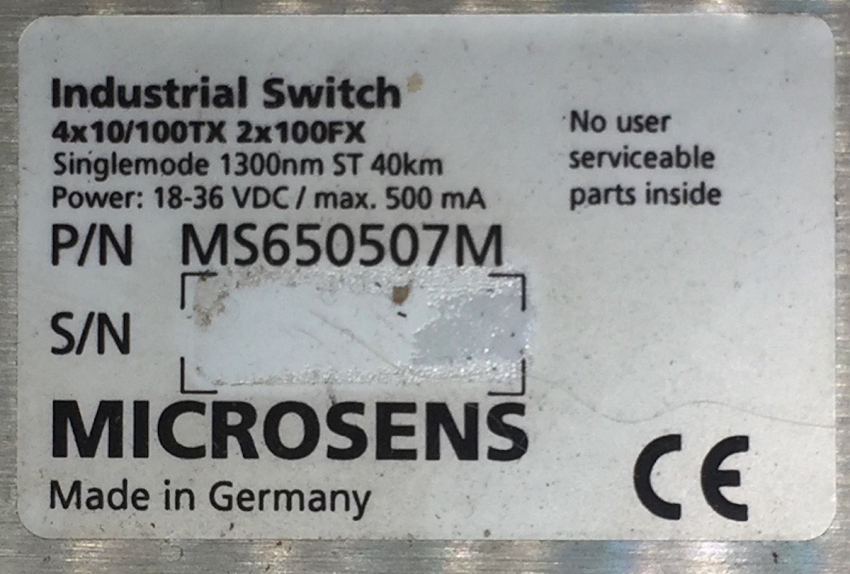 Industrial Switch
4x10/100TX 2x100FX
Singlemode 1300nm ST 40km
Power: 18-36 VDC / max. 500 mA
No user
serviceable
parts inside
P/N MS650507M
S/N
MICROSENS
Made in Germany
CE